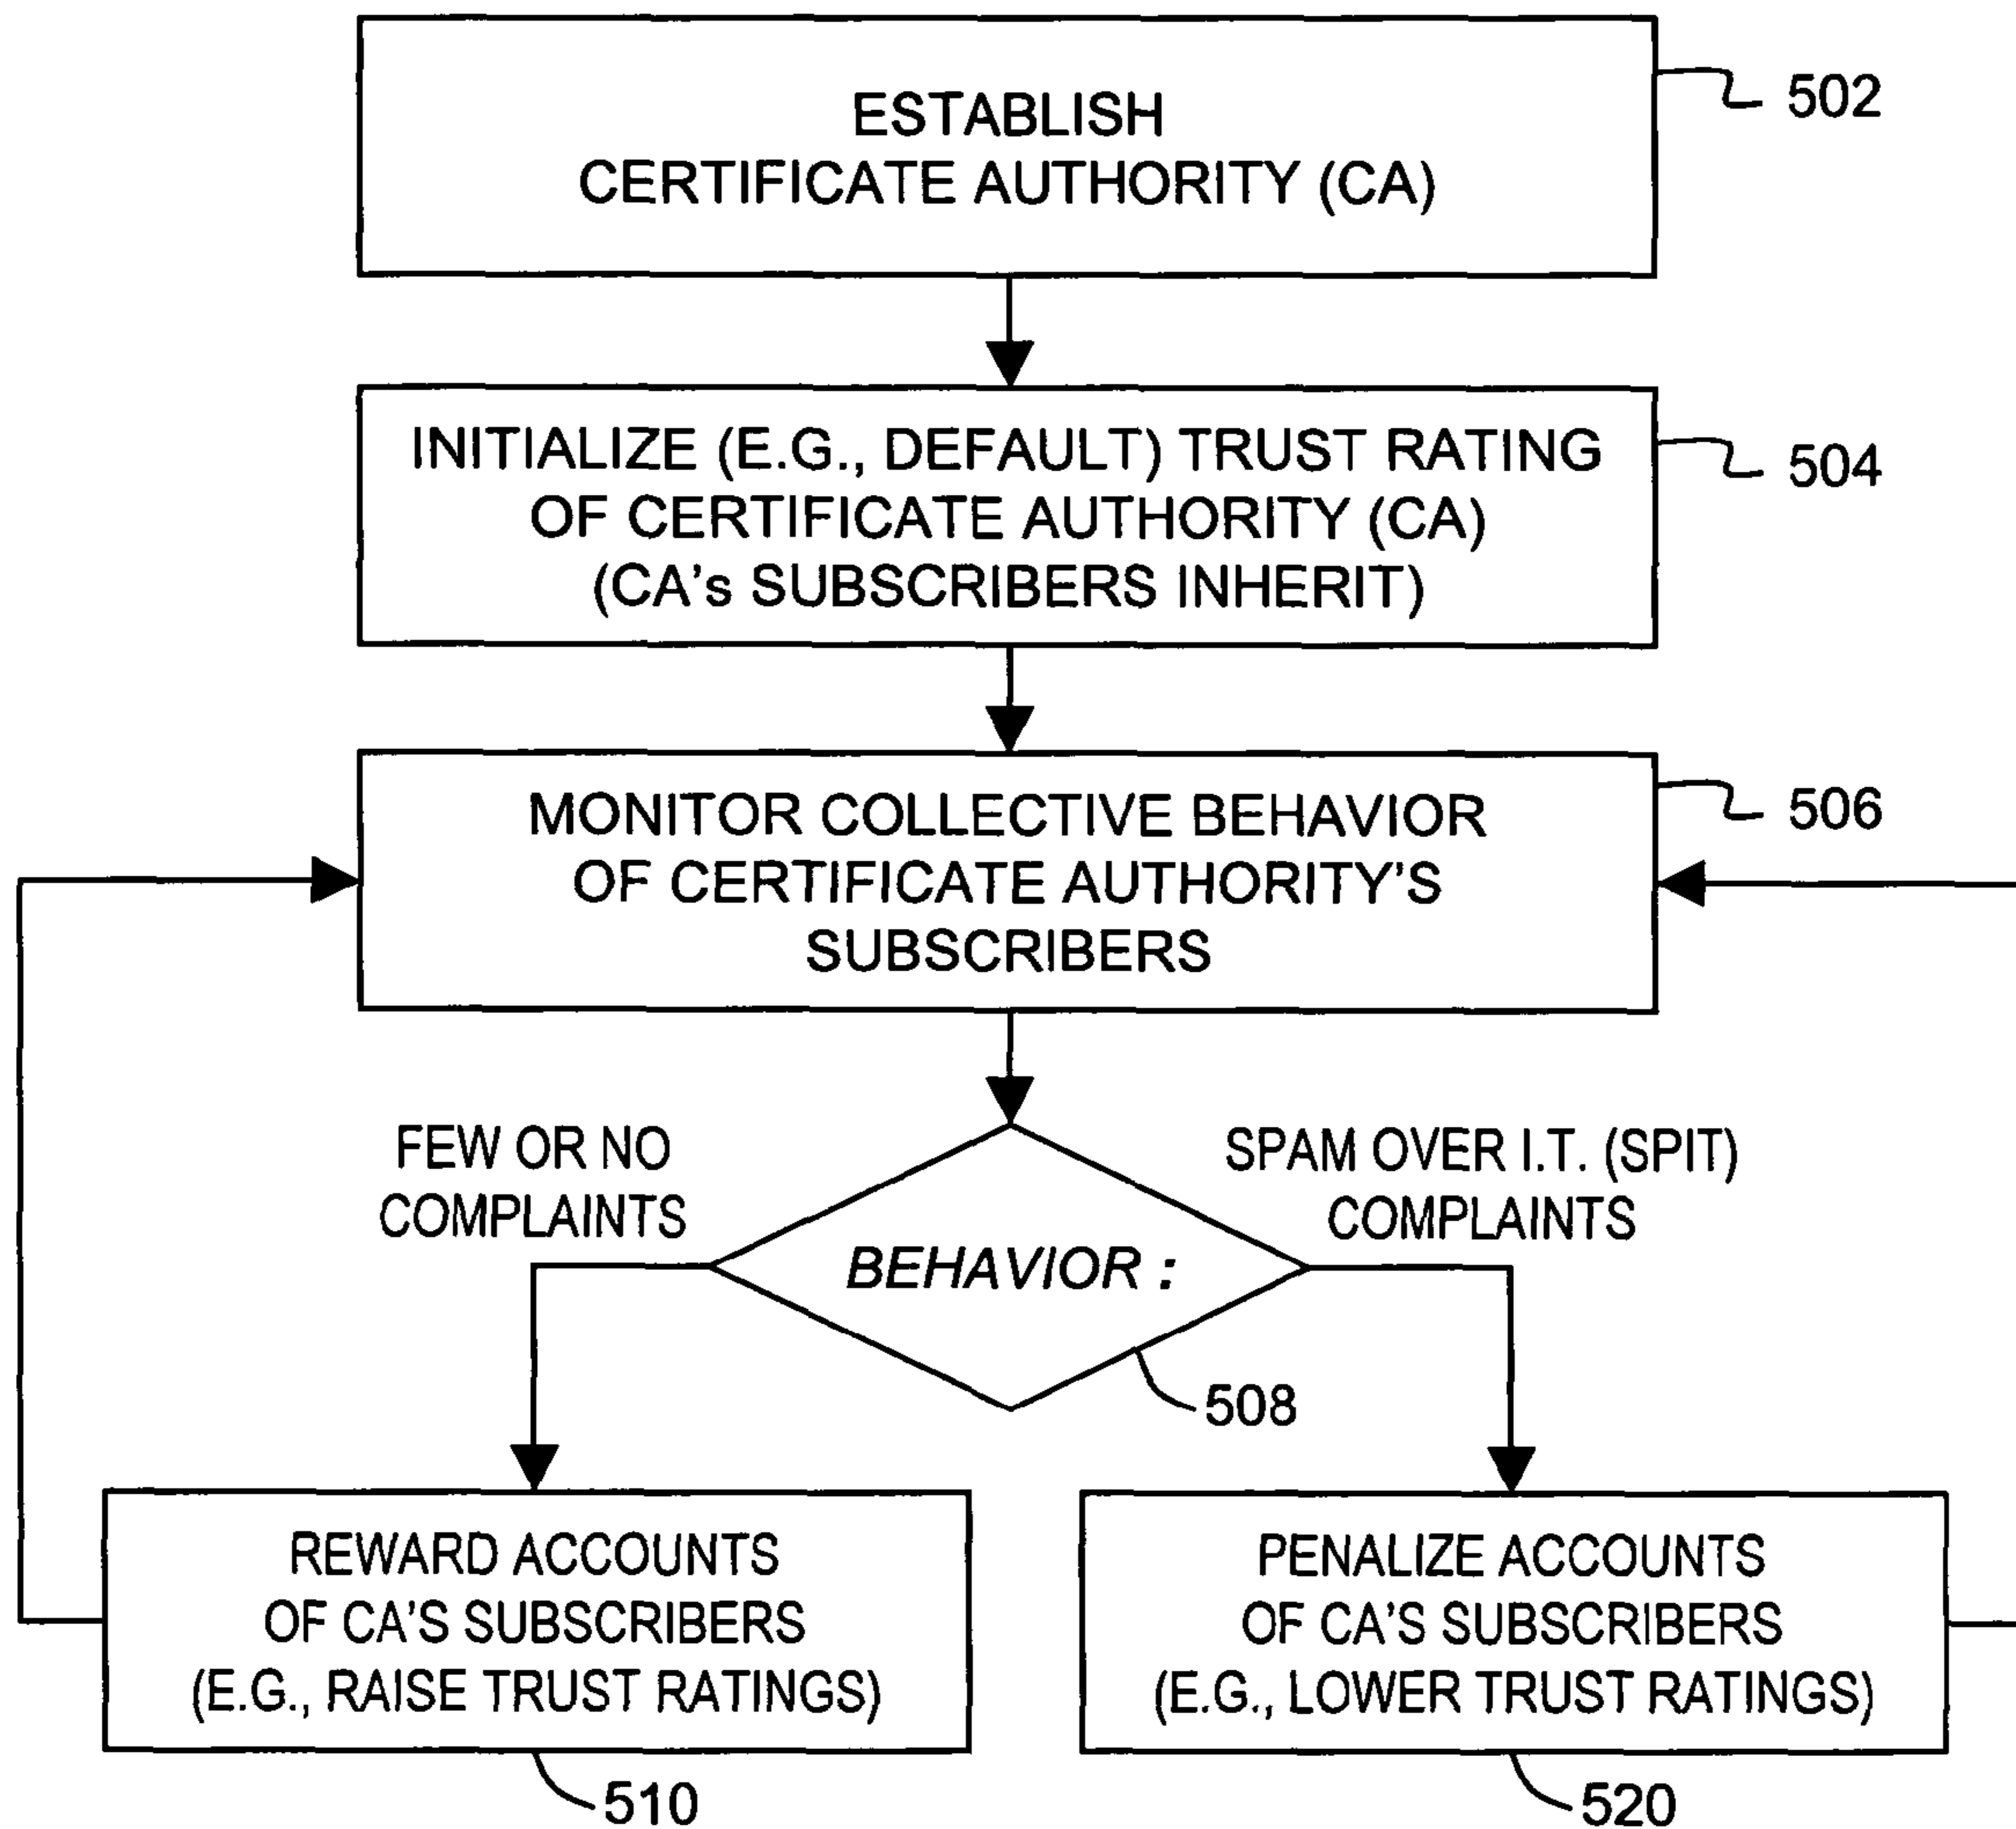 ESTABLISH
CERTIFICATE AUTHORITY (CA)
502
INITIALIZE (E.G., DEFAULT) TRUST RATING
OF CERTIFICATE AUTHORITY (CA)
(CA's SUBSCRIBERS INHERIT)
504
MONITOR COLLECTIVE BEHAVIOR
OF CERTIFICATE AUTHORITY'S
SUBSCRIBERS
506
FEW OR NO
COMPLAINTS
SPAM OVER I.T. (SPIT)
COMPLAINTS
BEHAVIOR :
508
REWARD ACCOUNTS
OF CA'S SUBSCRIBERS
(E.G., RAISE TRUST RATINGS)
510
PENALIZE ACCOUNTS
OF CA'S SUBSCRIBERS
(E.G., LOWER TRUST RATINGS)
520